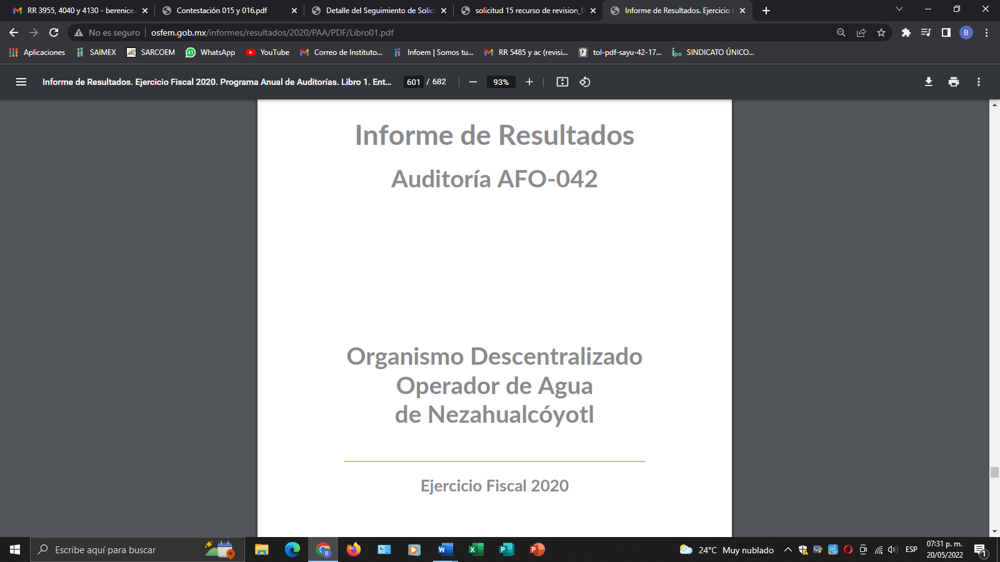 RR 3955, 4040 y 4130 - berenice.
Contestación 015 y 016.pdf
Detalle del Seguimiento de Solici
solicitud 15 recurso de revision_0
Informe de Resultados. Ejercicio
No es seguro
osfem.gob.mx/informes/resultados/2020/PAA/PDF/Libro01.pdf
B
Aplicaciones
SAIMEX
SARCOEM
WhatsApp
YouTube
Correo de Instituto...
Infoem | Somos tu...
RR 5485 y ac (revisi...
tol-pdf-sayu-42-17...
SINDICATO ÚNICO...
Informe de Resultados. Ejercicio Fiscal 2020. Programa Anual de Auditorías. Libro 1. Ent...
601 / 682
93%
Informe de Resultados
Auditoría AFO-042
Organismo Descentralizado
Operador de Agua
de Nezahualcóyotl
Ejercicio Fiscal 2020
Escribe aquí para buscar
24°C Muy nublado
ESP
07:31 p. m.
20/05/2022
1